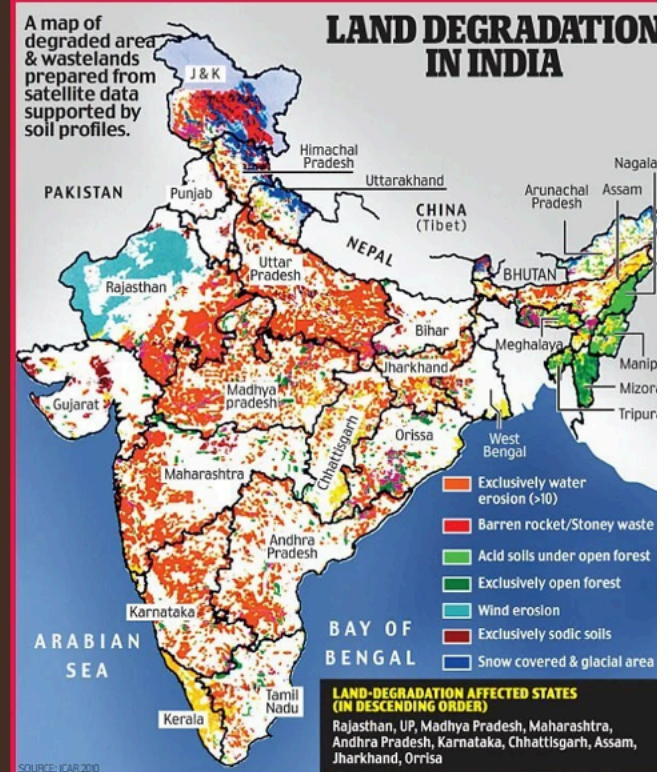 A map of
degraded area
& wastelands
prepared from
satellite data
supported by
soil profiles.
LAND DEGRADATION
IN INDIA
J & K
Himachal
Pradesh
Uttarakhand
PAKISTAN
Punjab
CHINA
(Tibet)
NEPAL
Arunachal
Pradesh
Assam
Nagala
BHUTAN
Rajasthan
Uttar
Pradesh
Bihar
Meghalaya
Manip
Mizora
Tripur
Jharkhand
Gujarat
Madhya
pradesh
Chhattisgarh
Orissa
West
Bengal
Maharashtra
Andhra
Pradesh
Karnataka
ARABIAN
SEA
BAY OF
BENGAL
Kerala
Tamil
Nadu
Exclusively water
erosion (>10)
Barren rocket/Stoney waste
Acid soils under open forest
Exclusively open forest
Wind erosion
Exclusively sodic soils
Snow covered & glacial area
LAND-DEGRADATION AFFECTED STATES
(IN DESCENDING ORDER)
Rajasthan, UP, Madhya Pradesh, Maharashtra,
Andhra Pradesh, Karnataka, Chhattisgarh, Assam,
Jharkhand, Orrisa
SOURCE: ICAR 2010